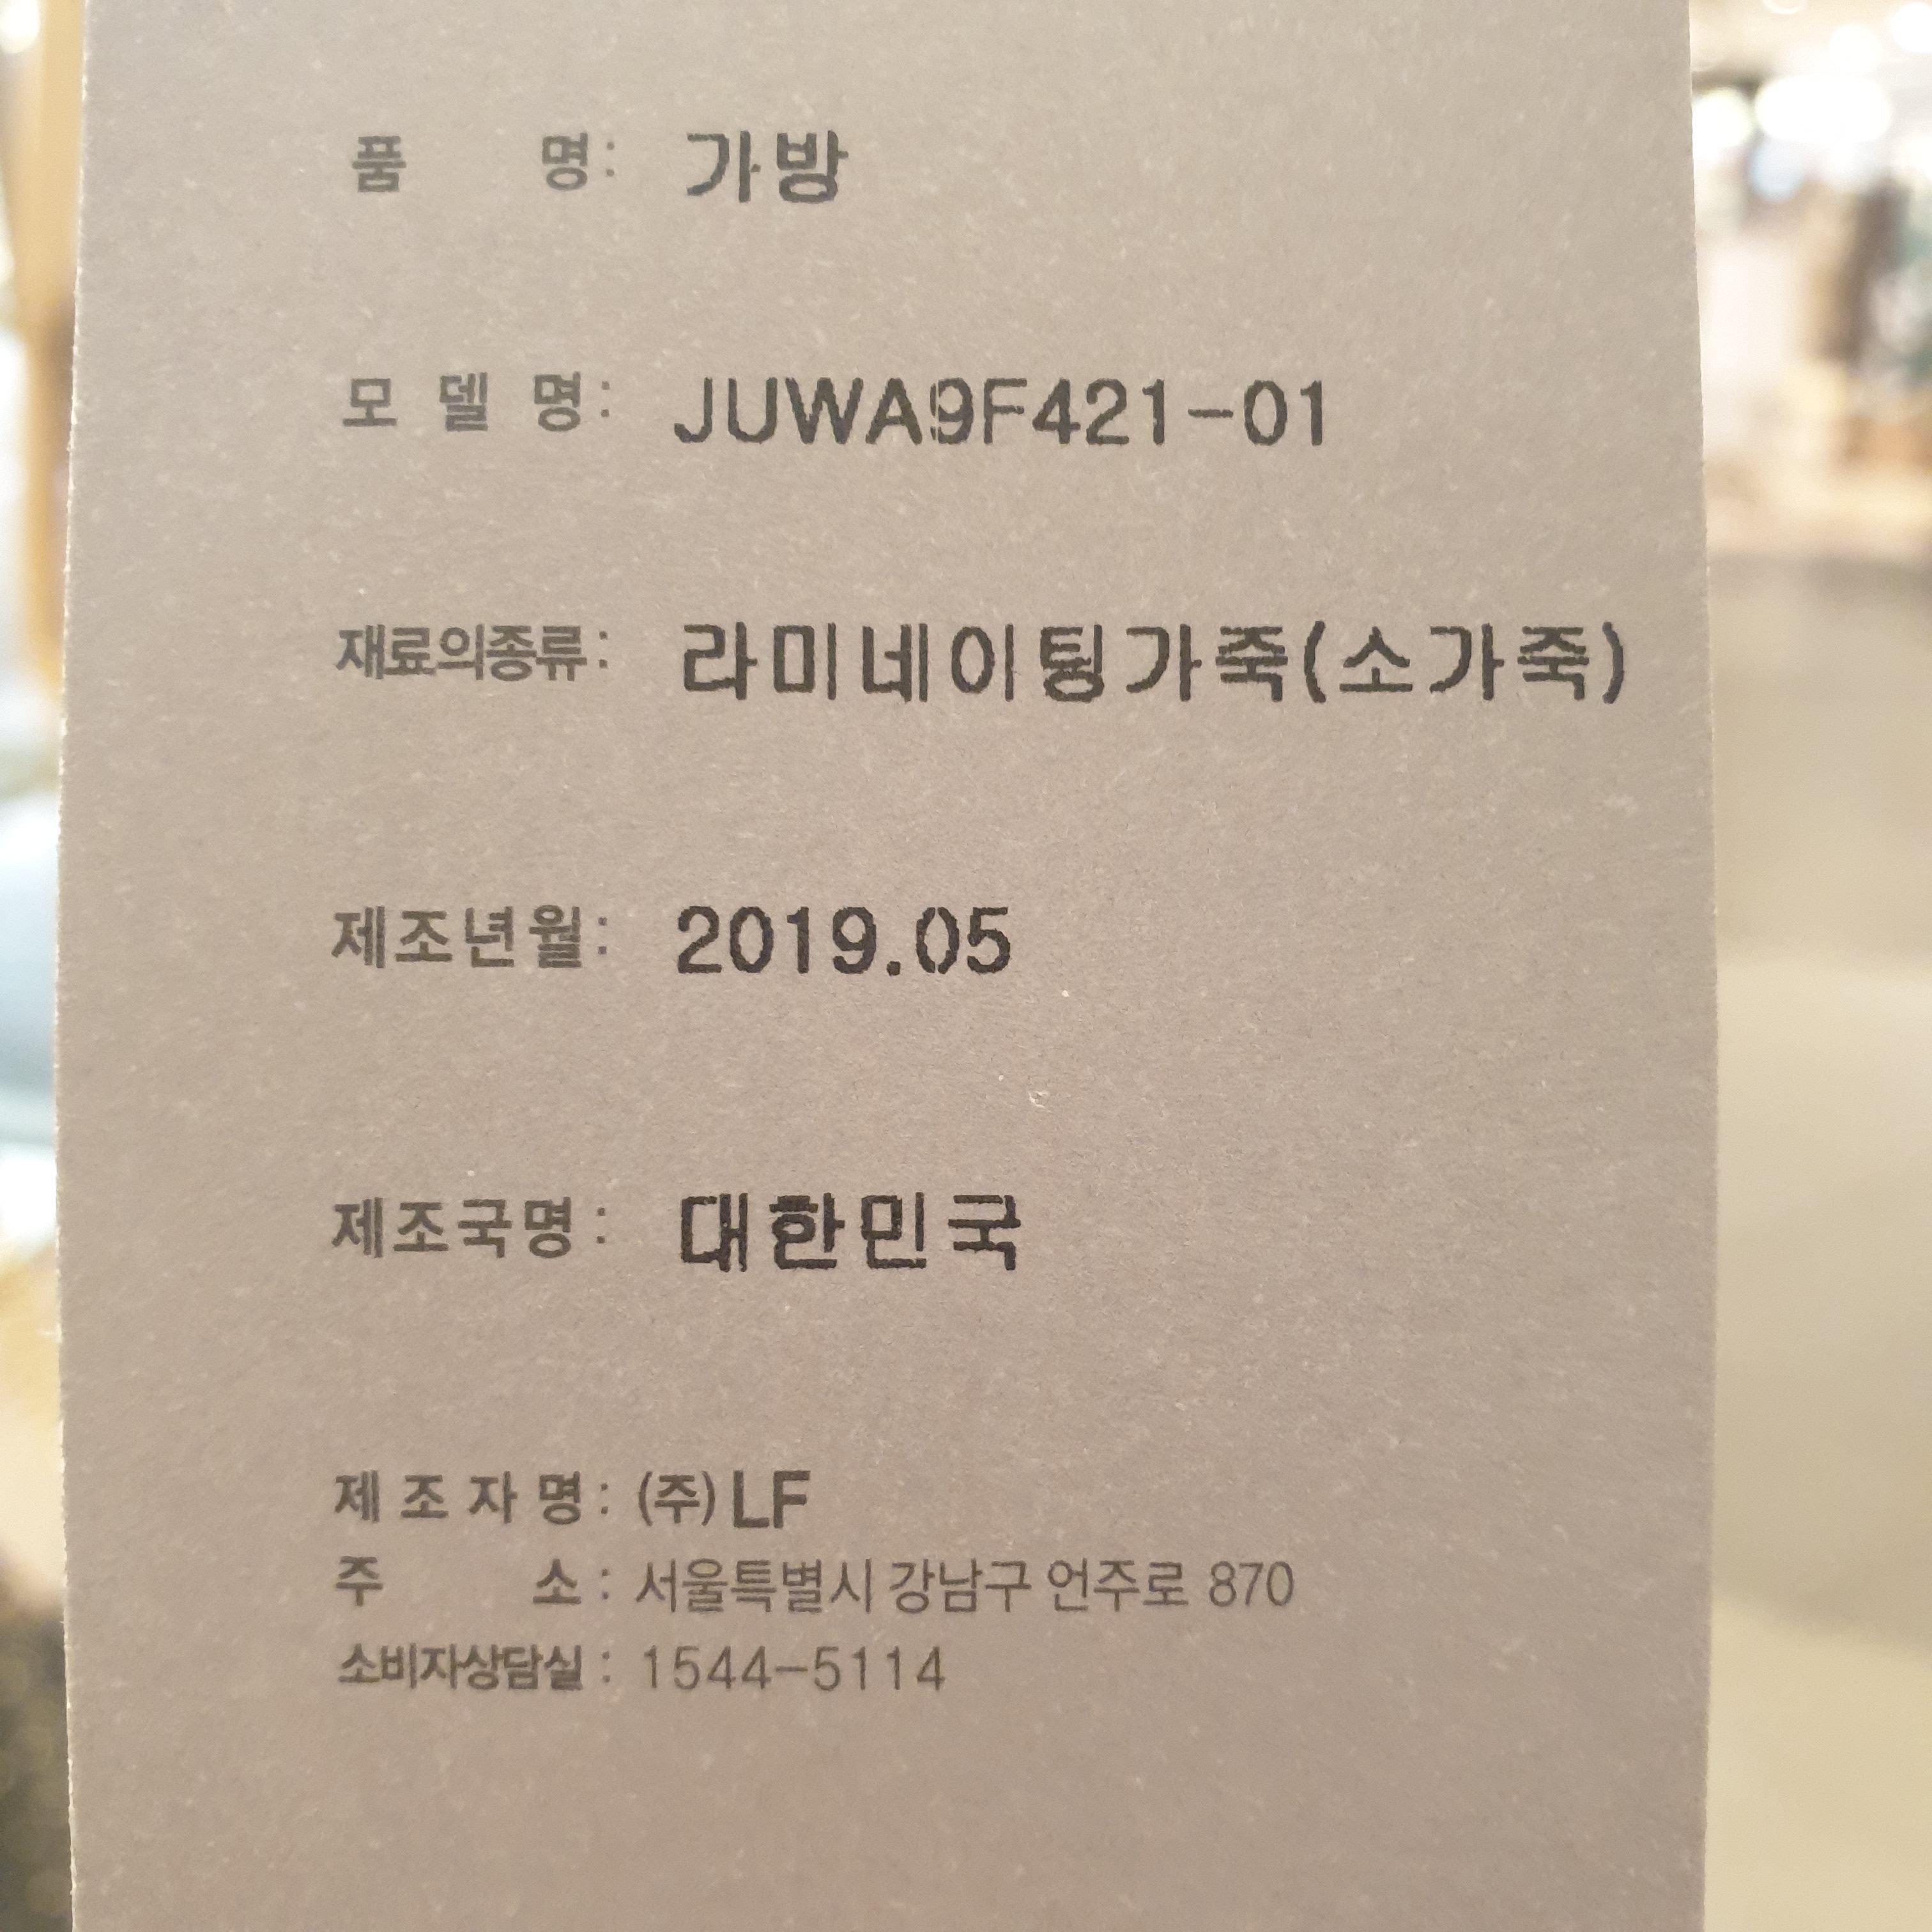 품 명: 가방
모 델 명: JUWA9F421-01
재료의종류: 라미네이팅가죽(소가죽)
제조년월: 2019.05
제조국명: 대한민국
제 조 자 명: (주)LF
주 소: 서울특별시 강남구 언주로 870
소비자상담실: 1544-5114